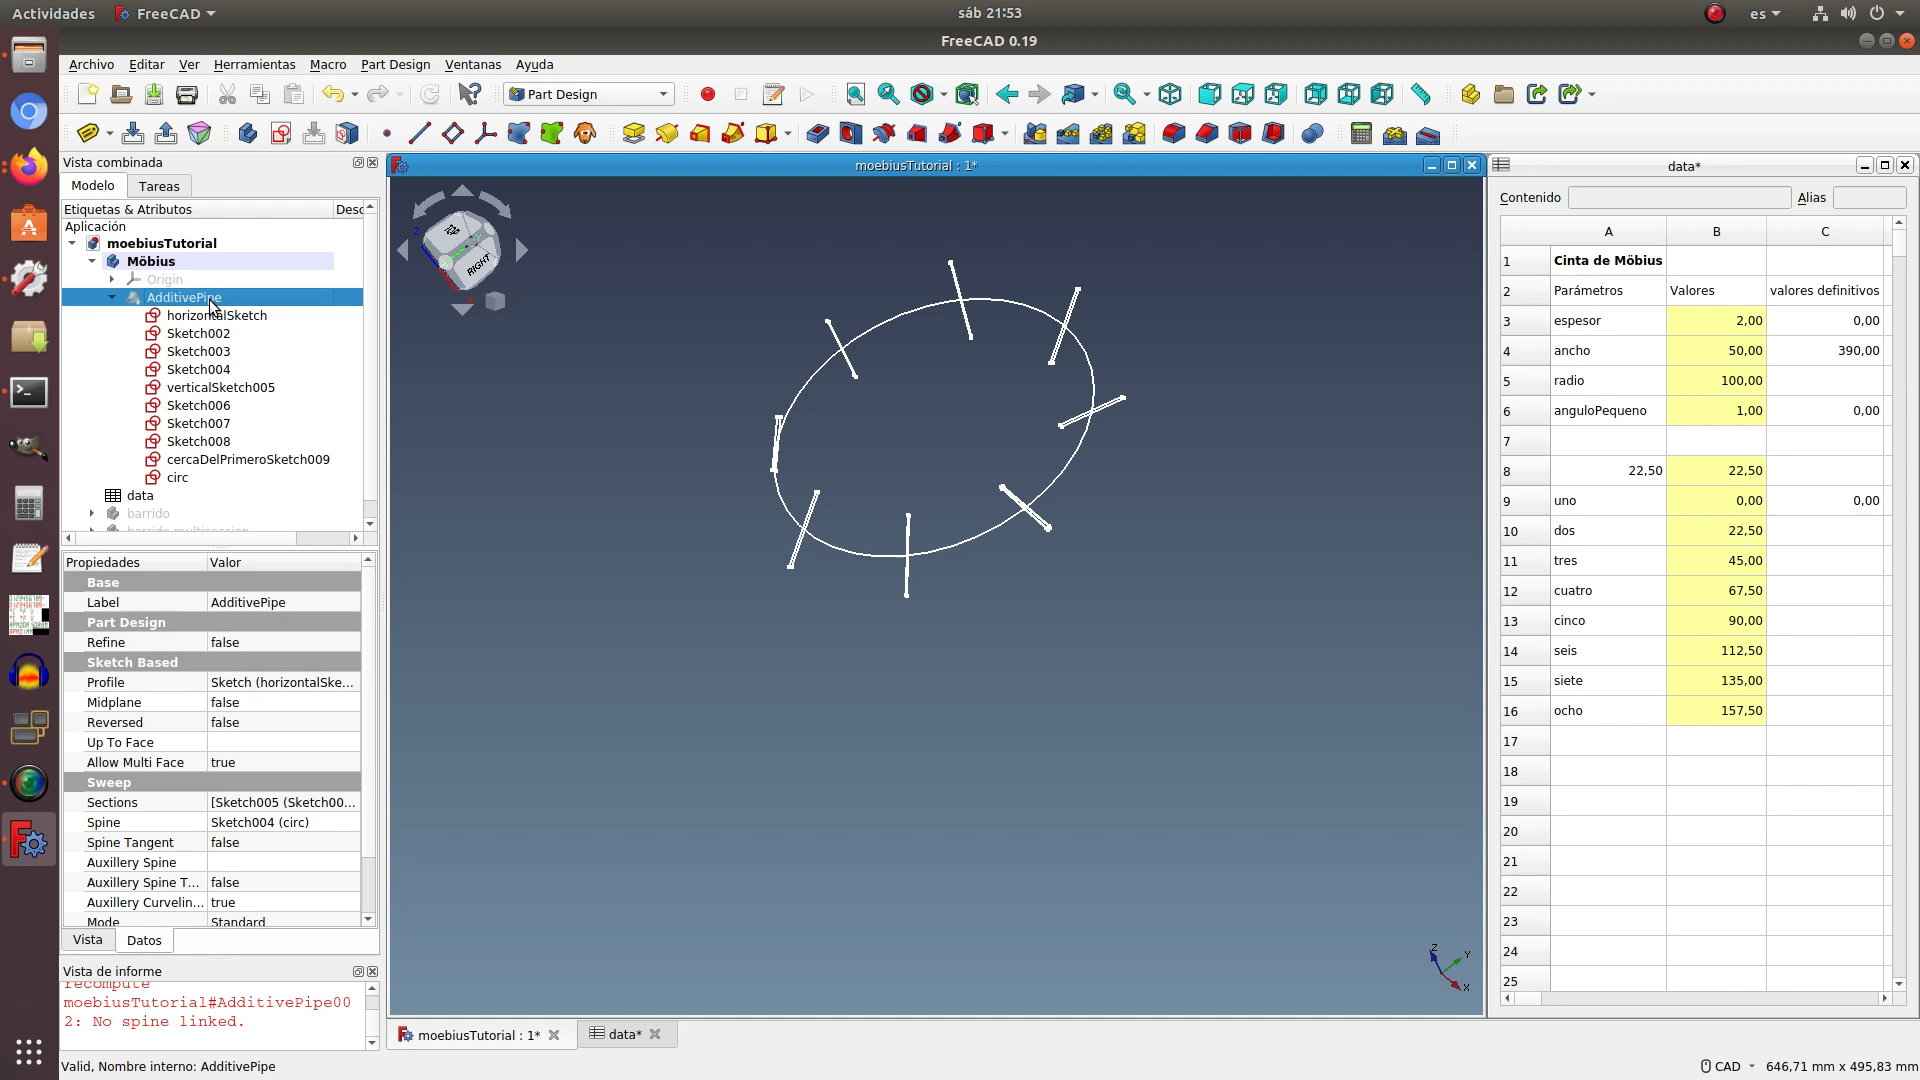 Actividades FreeCAD sáb 21:53 es
FreeCAD 0.19
Archivo Editar Ver Herramientas Macro Part Design Ventanas Ayuda
Part Design
Vista combinada
Modelo Tareas
Etiquetas & Atributos Desc
Aplicación
moebiusTutorial
Möbius
Origin
AdditivePipe
horizontalSketch
Sketch002
Sketch003
Sketch004
verticalSketch005
Sketch006
Sketch007
Sketch008
cercaDelPrimeroSketch009
circ
data
barrido
barrido multiseccion
Propiedades Valor
Base
Label AdditivePipe
Part Design
Refine false
Sketch Based
Profile Sketch (horizontalSke...
Midplane false
Reversed false
Up To Face
Allow Multi Face true
Sweep
Sections [Sketch005 (Sketch00...
Spine Sketch004 (circ)
Spine Tangent false
Auxillery Spine
Auxillery Spine T... false
Auxillery Curvelin... true
Mode Standard
Vista Datos
Vista de informe
recompute
moebiusTutorial#AdditivePipe00
2: No spine linked.
Valid, Nombre interno: AdditivePipe
moebiusTutorial : 1*
RIGHT
Z
Y
X
moebiusTutorial : 1* data*
data*
Contenido Alias
A B C
1 Cinta de Möbius
2 Parámetros Valores valores definitivos
3 espesor 2,00 0,00
4 ancho 50,00 390,00
5 radio 100,00
6 anguloPequeno 1,00 0,00
7
8 22,50 22,50
9 uno 0,00 0,00
10 dos 22,50
11 tres 45,00
12 cuatro 67,50
13 cinco 90,00
14 seis 112,50
15 siete 135,00
16 ocho 157,50
17
18
19
20
21
22
23
24
25
CAD 646,71 mm x 495,83 mm